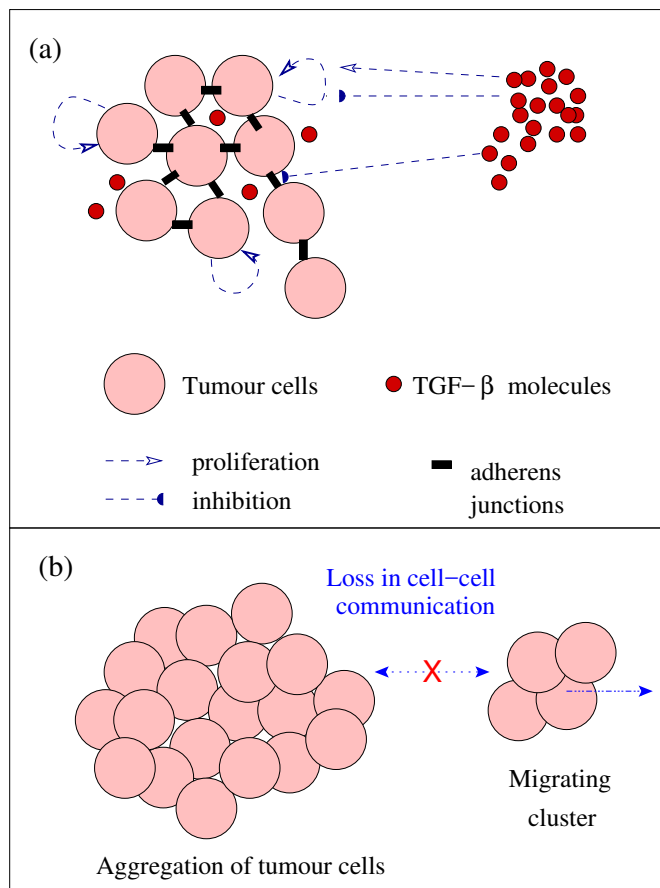 (a)
Tumour cells
TGF−β molecules
proliferation
inhibition
adherens
junctions
(b)
Loss in cell−cell
communication
X
Migrating
cluster
Aggregation of tumour cells